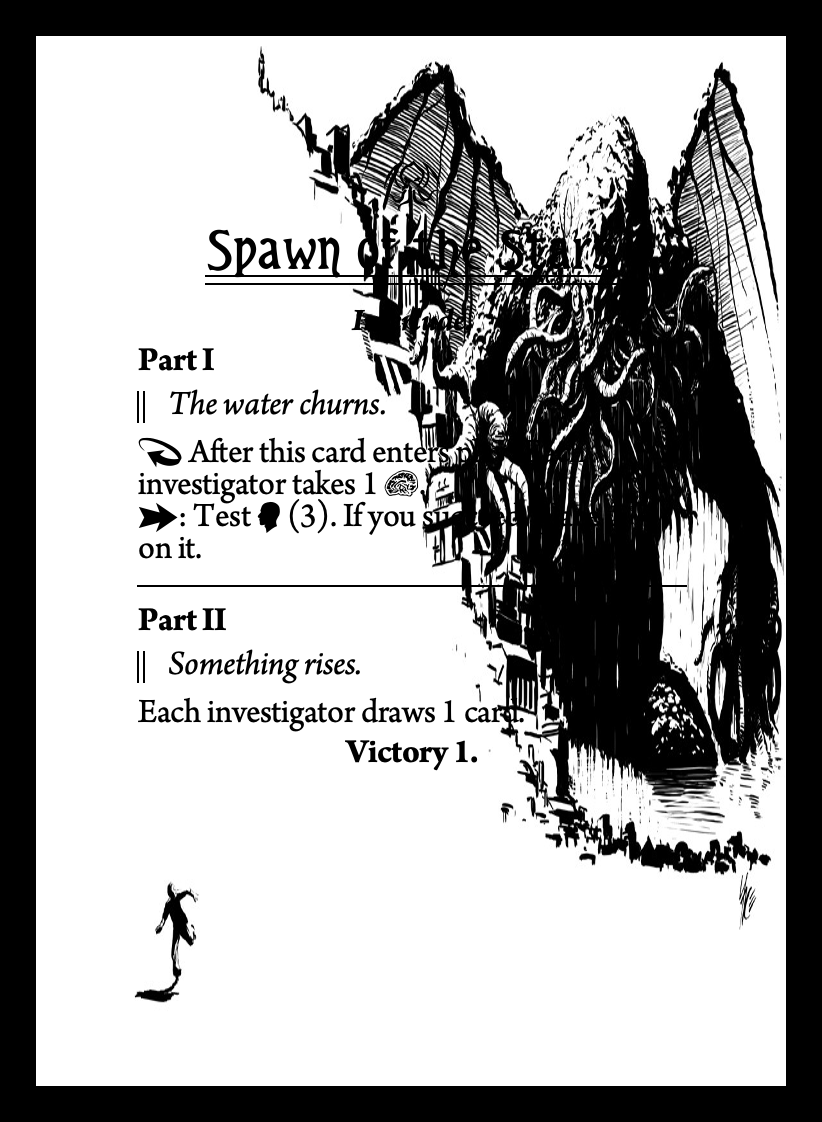 Spawn of the Stars
Part I
The water churns.
After this card enters
investigator takes 1
: Test (3). If you succeed,
on it.
Part II
Something rises.
Each investigator draws 1 card.
Victory 1.